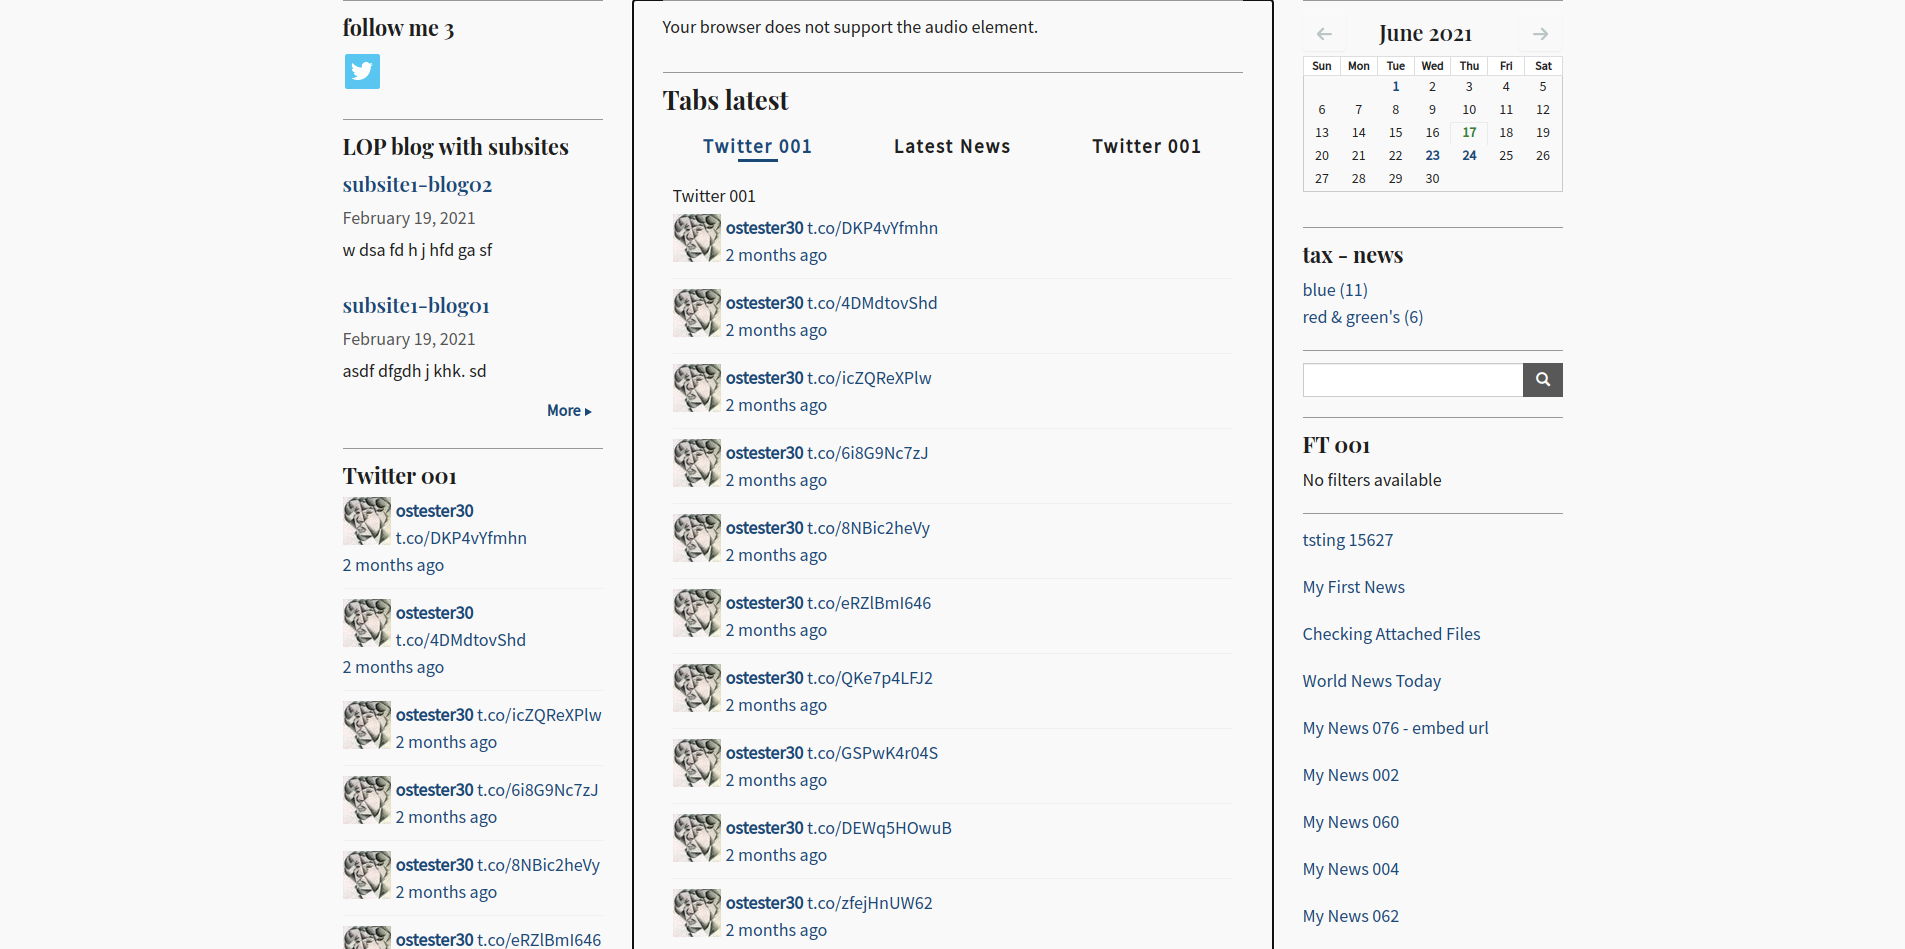 follow me 3
LOP blog with subsites
subsite1-blog02
February 19, 2021
w dsa fd h j hfd ga sf
subsite1-blog01
February 19, 2021
asdf dfgdh j khk. sd
More
Twitter 001
ostester30
t.co/DKP4vYfmhn
2 months ago
ostester30
t.co/4DMdtovShd
2 months ago
ostester30 t.co/icZQReXPlw
2 months ago
ostester30 t.co/6i8G9Nc7zJ
2 months ago
ostester30 t.co/8NBic2heVy
2 months ago
ostester30 t.co/eRZlBmI646
Your browser does not support the audio element.
Tabs latest
Twitter 001 Latest News Twitter 001
Twitter 001
ostester30 t.co/DKP4vYfmhn
2 months ago
ostester30 t.co/4DMdtovShd
2 months ago
ostester30 t.co/icZQReXPlw
2 months ago
ostester30 t.co/6i8G9Nc7zJ
2 months ago
ostester30 t.co/8NBic2heVy
2 months ago
ostester30 t.co/eRZlBmI646
2 months ago
ostester30 t.co/QKe7p4LFJ2
2 months ago
ostester30 t.co/GSPwK4r04S
2 months ago
ostester30 t.co/DEWq5HOwuB
2 months ago
ostester30 t.co/zfejHnUW62
2 months ago
June 2021
Sun Mon Tue Wed Thu Fri Sat
1 2 3 4 5
6 7 8 9 10 11 12
13 14 15 16 17 18 19
20 21 22 23 24 25 26
27 28 29 30
tax - news
blue (11)
red & green's (6)
FT 001
No filters available
tsting 15627
My First News
Checking Attached Files
World News Today
My News 076 - embed url
My News 002
My News 060
My News 004
My News 062